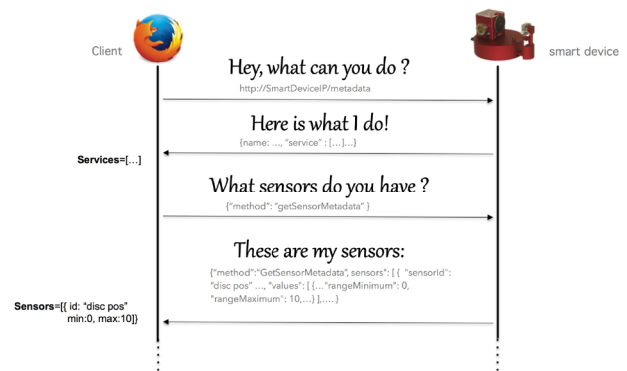 Client
smart device
Hey, what can you do ?
http://SmartDeviceIP/metadata
Here is what I do!
{name: ..., "service" : [...]...}
Services=[...]
What sensors do you have ?
{"method": "getSensorMetadata" }
These are my sensors:
{"method":"GetSensorMetadata", sensors": [ {  "sensorId":
"disc pos" ..., "values": [ {..."rangeMinimum": 0,
"rangeMaximum": 10,...} ],.... }
Sensors=[{ id: "disc pos"
min:0, max:10]}